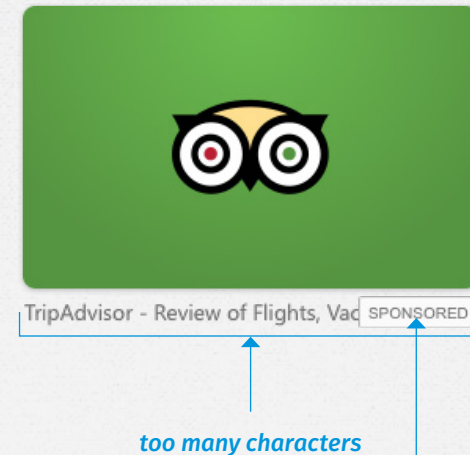 TripAdvisor - Review of Flights, Vac SPONSORED
too many characters